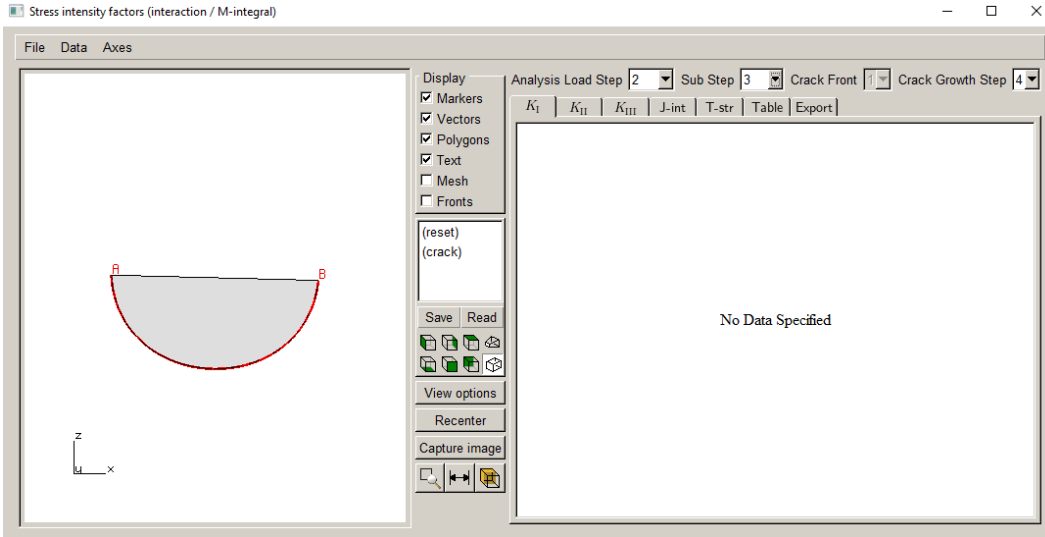 Stress intensity factors (interaction / M-integral)
File Data Axes
Display
Markers
Vectors
Polygons
Text
Mesh
Fronts
(reset)
(crack)
Save Read
View options
Recenter
Capture image
A
B
z
y x
Analysis Load Step 2 Sub Step 3 Crack Front 1 Crack Growth Step 4
KI KII KIII J-int T-str Table Export
No Data Specified